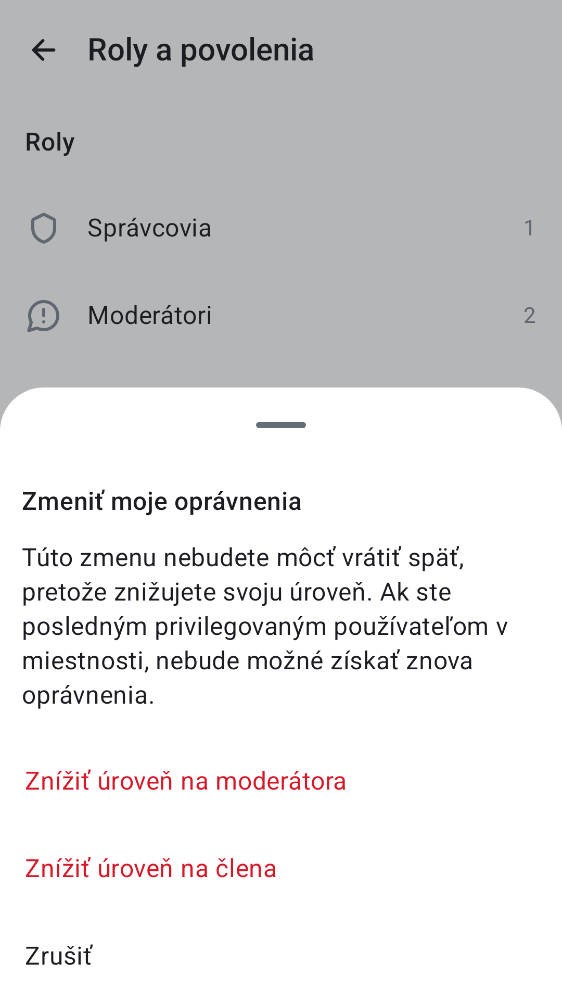 Roly a povolenia
Roly
Správcovia 1
Moderátori 2
Zmeniť moje oprávnenia
Túto zmenu nebudete môcť vrátiť späť,
pretože znižujete svoju úroveň. Ak ste
posledným privilegovaným používateľom v
miestnosti, nebude možné získať znova
oprávnenia.
Znížiť úroveň na moderátora
Znížiť úroveň na člena
Zrušiť